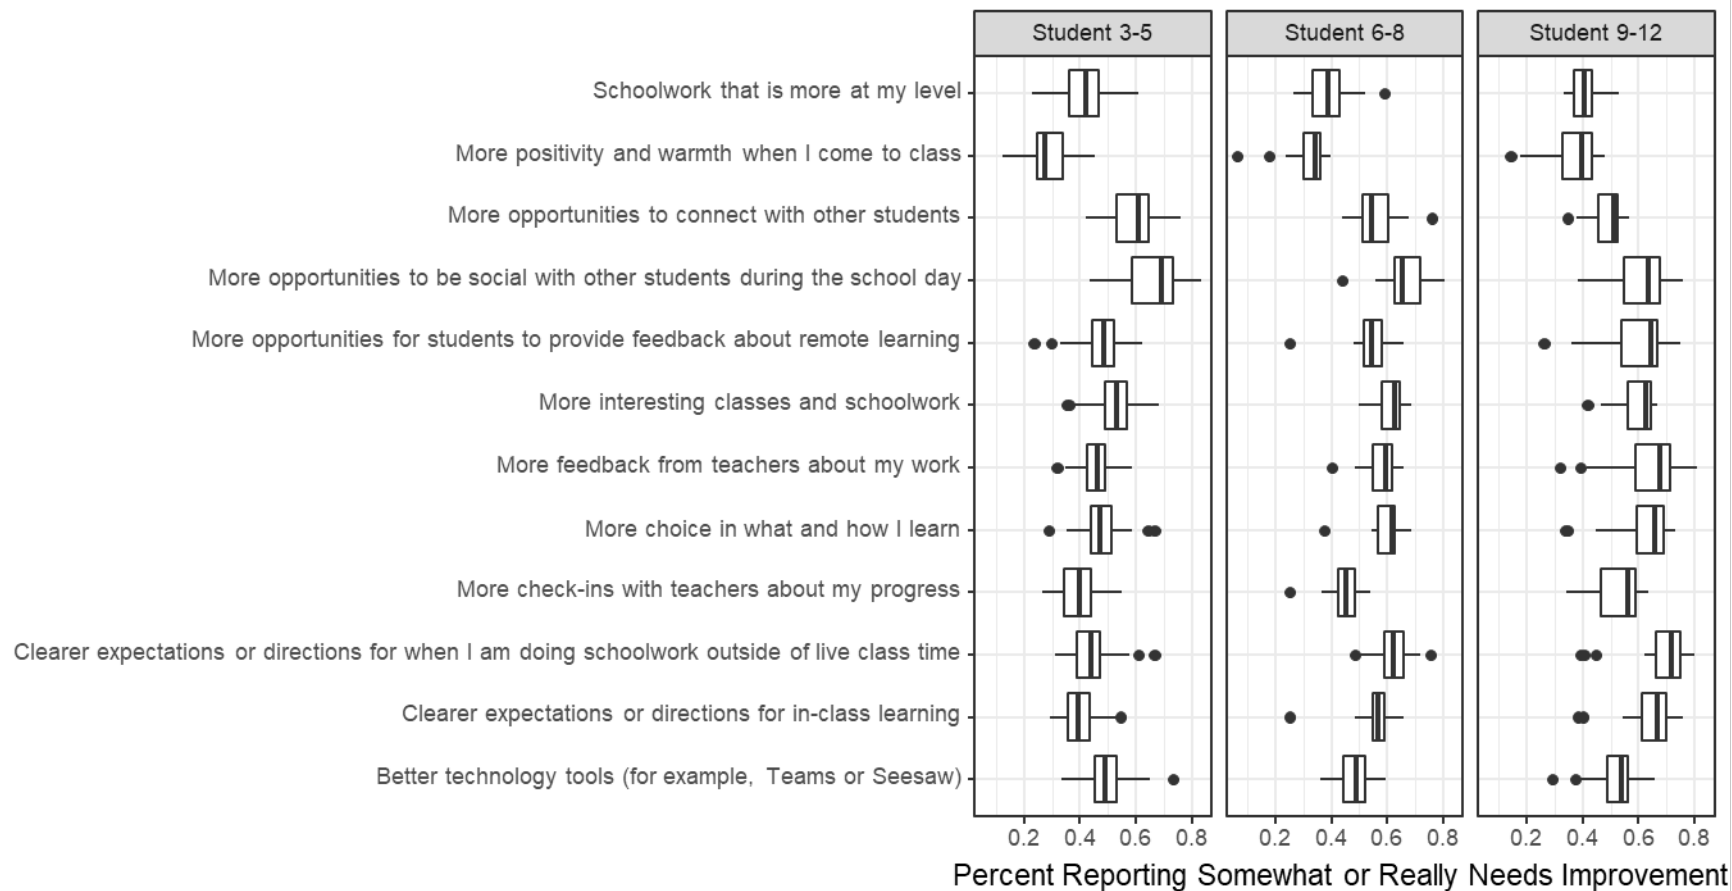 Student 3-5 Student 6-8 Student 9-12
Schoolwork that is more at my level
More positivity and warmth when I come to class
More opportunities to connect with other students
More opportunities to be social with other students during the school day
More opportunities for students to provide feedback about remote learning
More interesting classes and schoolwork
More feedback from teachers about my work
More choice in what and how I learn
More check-ins with teachers about my progress
Clearer expectations or directions for when I am doing schoolwork outside of live class time
Clearer expectations or directions for in-class learning
Better technology tools (for example, Teams or Seesaw)
0.2 0.4 0.6 0.8 0.2 0.4 0.6 0.8 0.2 0.4 0.6 0.8
Percent Reporting Somewhat or Really Needs Improvement